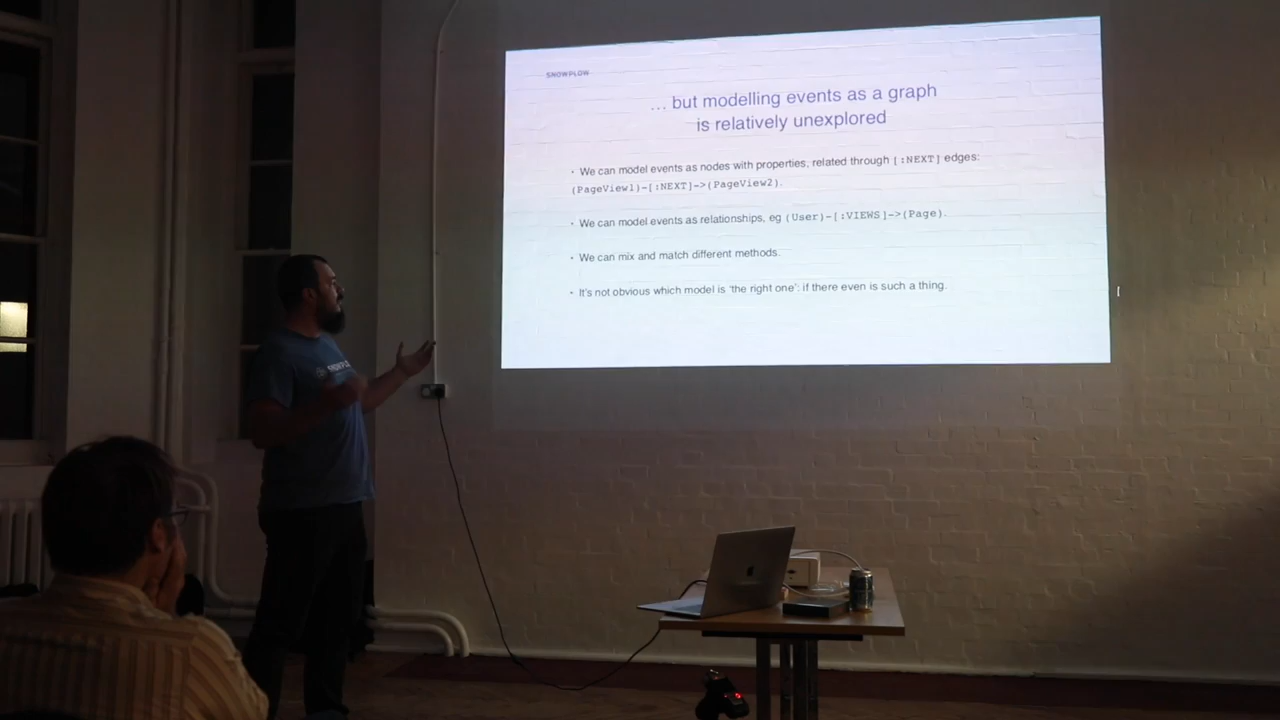 SNOWPLOW
… but modelling events as a graph
is relatively unexplored
• We can model events as nodes with properties, related through [:NEXT] edges:
(PageView1)-[:NEXT]->(PageView2).
• We can model events as relationships, eg (User)-[:VIEWS]->(Page).
• We can mix and match different methods.
• It's not obvious which model is 'the right one': if there even is such a thing.